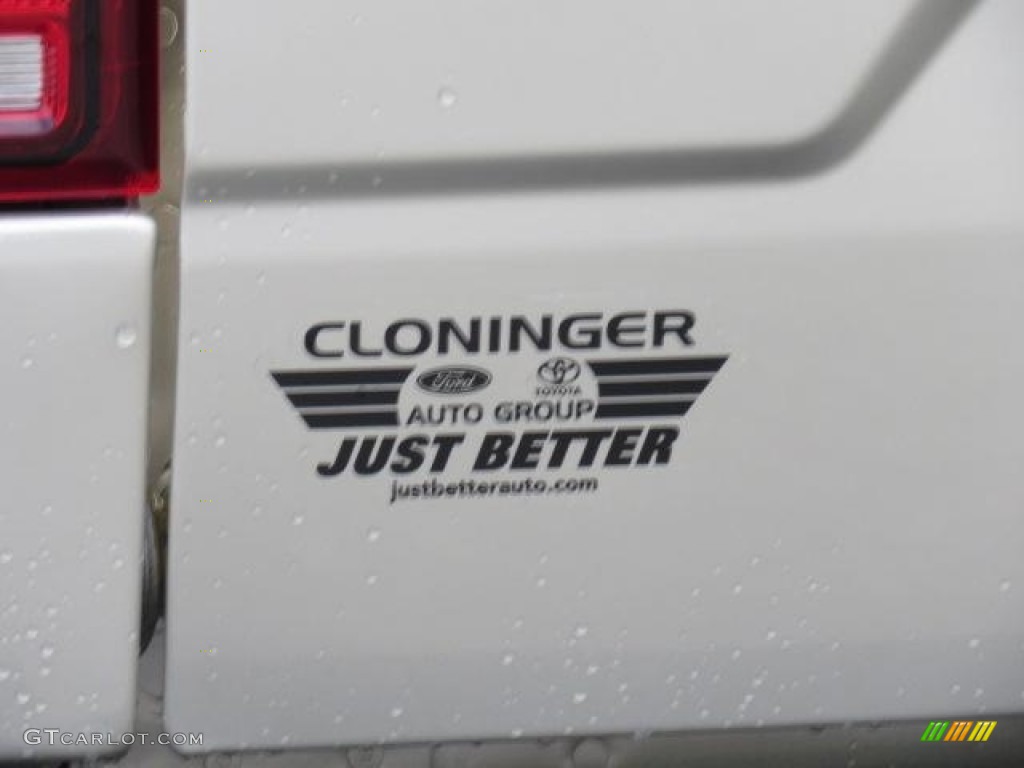 CLONINGER
Ford TOYOTA
AUTO GROUP
JUST BETTER
justbetterauto.com
GTCARLOT.COM